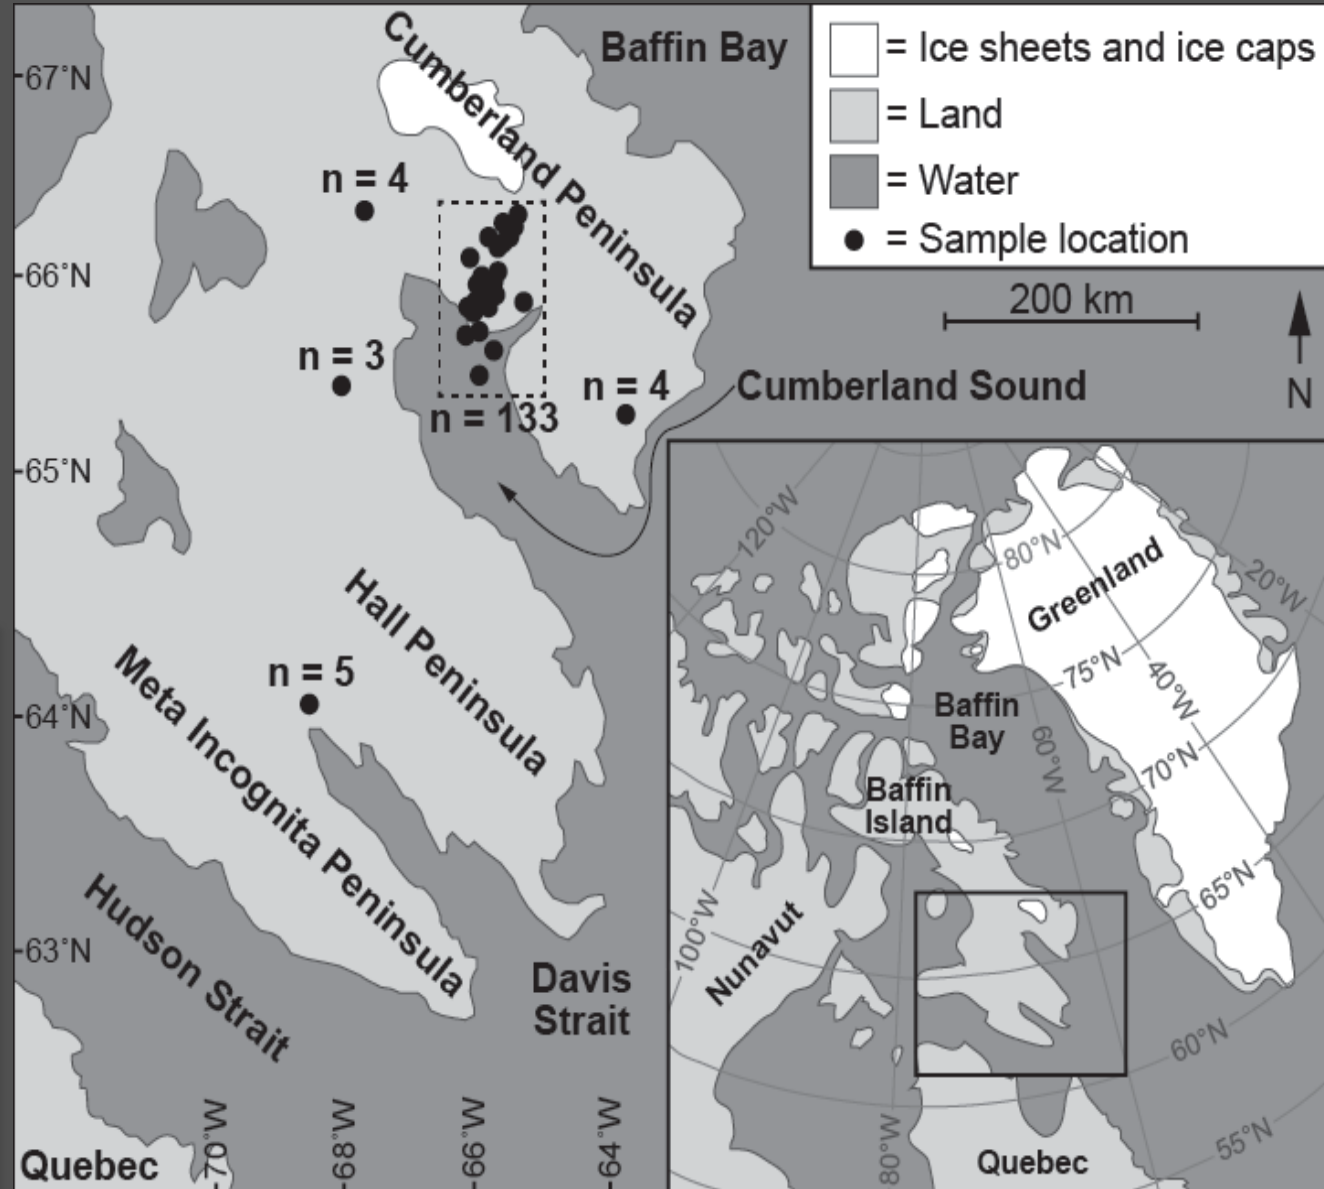 Cumberland Peninsula
Baffin Bay
= Ice sheets and ice caps
= Land
= Water
= Sample location
67°N
66°N
65°N
64°N
63°N
n = 4
n = 3
n = 133
n = 4
n = 5
200 km
N
Cumberland Sound
Hall Peninsula
Meta Incognita Peninsula
Hudson Strait
Davis
Strait
Quebec
70°W
68°W
66°W
64°W
120°W
80°N
Greenland
20°W
75°N
40°W
Baffin
Bay
60°W
70°N
Baffin
Island
65°N
100°W
Nunavut
60°N
80°W
55°N
Quebec